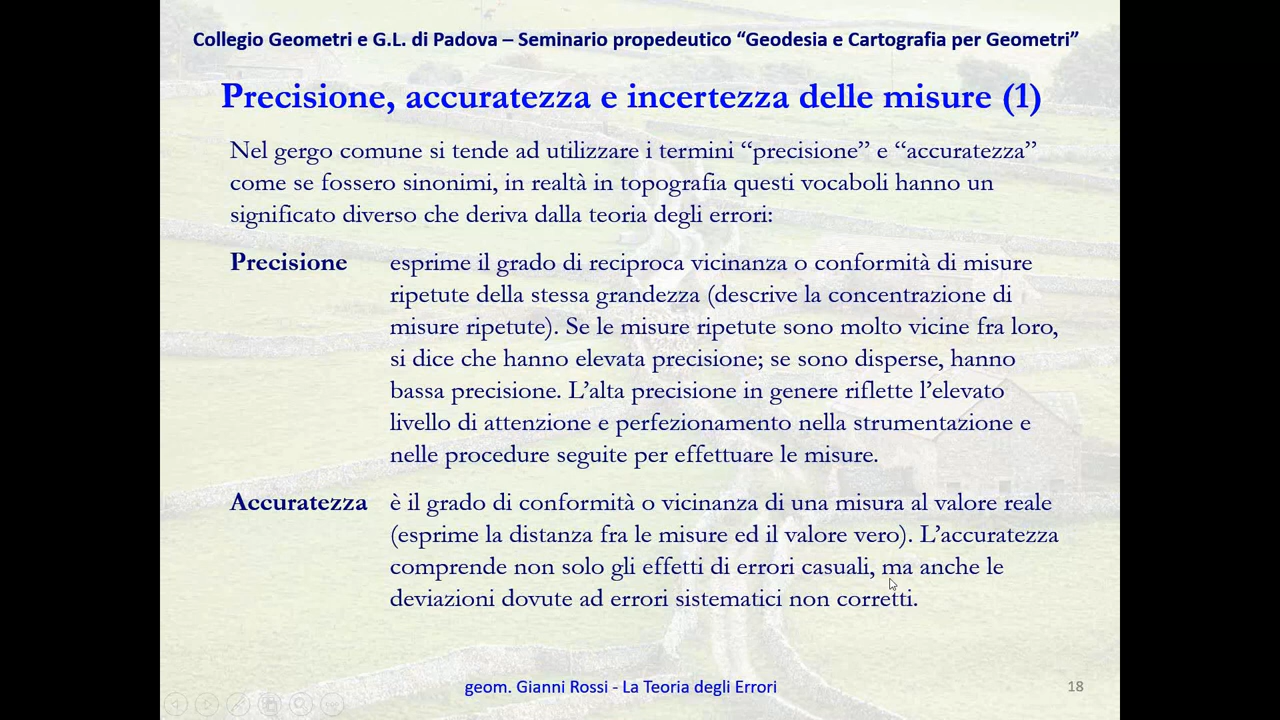 Collegio Geometri e G.L. di Padova – Seminario propedeutico “Geodesia e Cartografia per Geometri”
Precisione, accuratezza e incertezza delle misure (1)
Nel gergo comune si tende ad utilizzare i termini “precisione” e “accuratezza”
come se fossero sinonimi, in realtà in topografia questi vocaboli hanno un
significato diverso che deriva dalla teoria degli errori:
Precisione esprime il grado di reciproca vicinanza o conformità di misure
ripetute della stessa grandezza (descrive la concentrazione di
misure ripetute). Se le misure ripetute sono molto vicine fra loro,
si dice che hanno elevata precisione; se sono disperse, hanno
bassa precisione. L’alta precisione in genere riflette l’elevato
livello di attenzione e perfezionamento nella strumentazione e
nelle procedure seguite per effettuare le misure.
Accuratezza è il grado di conformità o vicinanza di una misura al valore reale
(esprime la distanza fra le misure ed il valore vero). L’accuratezza
comprende non solo gli effetti di errori casuali, ma anche le
deviazioni dovute ad errori sistematici non corretti.
geom. Gianni Rossi - La Teoria degli Errori
18